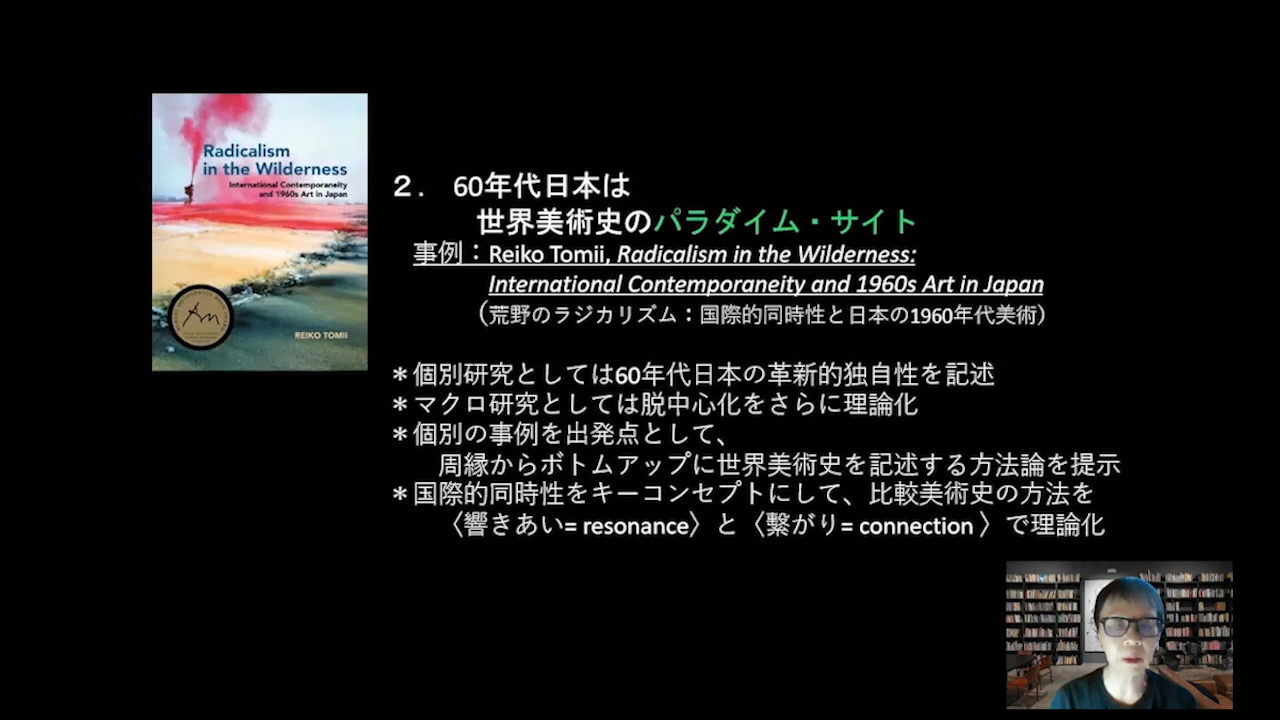 Radicalism
in the Wilderness
International Contemporaneity
and 1960s Art in Japan
REIKO TOMII
２． 60年代日本は
世界美術史のパラダイム・サイト
事例：Reiko Tomii, Radicalism in the Wilderness:
International Contemporaneity and 1960s Art in Japan
（荒野のラジカリズム：国際的同時性と日本の1960年代美術）
＊個別研究としては60年代日本の革新的独自性を記述
＊マクロ研究としては脱中心化をさらに理論化
＊個別の事例を出発点として、
周縁からボトムアップに世界美術史を記述する方法論を提示
＊国際的同時性をキーコンセプトにして、比較美術史の方法を
〈響きあい= resonance〉と〈繋がり= connection 〉で理論化